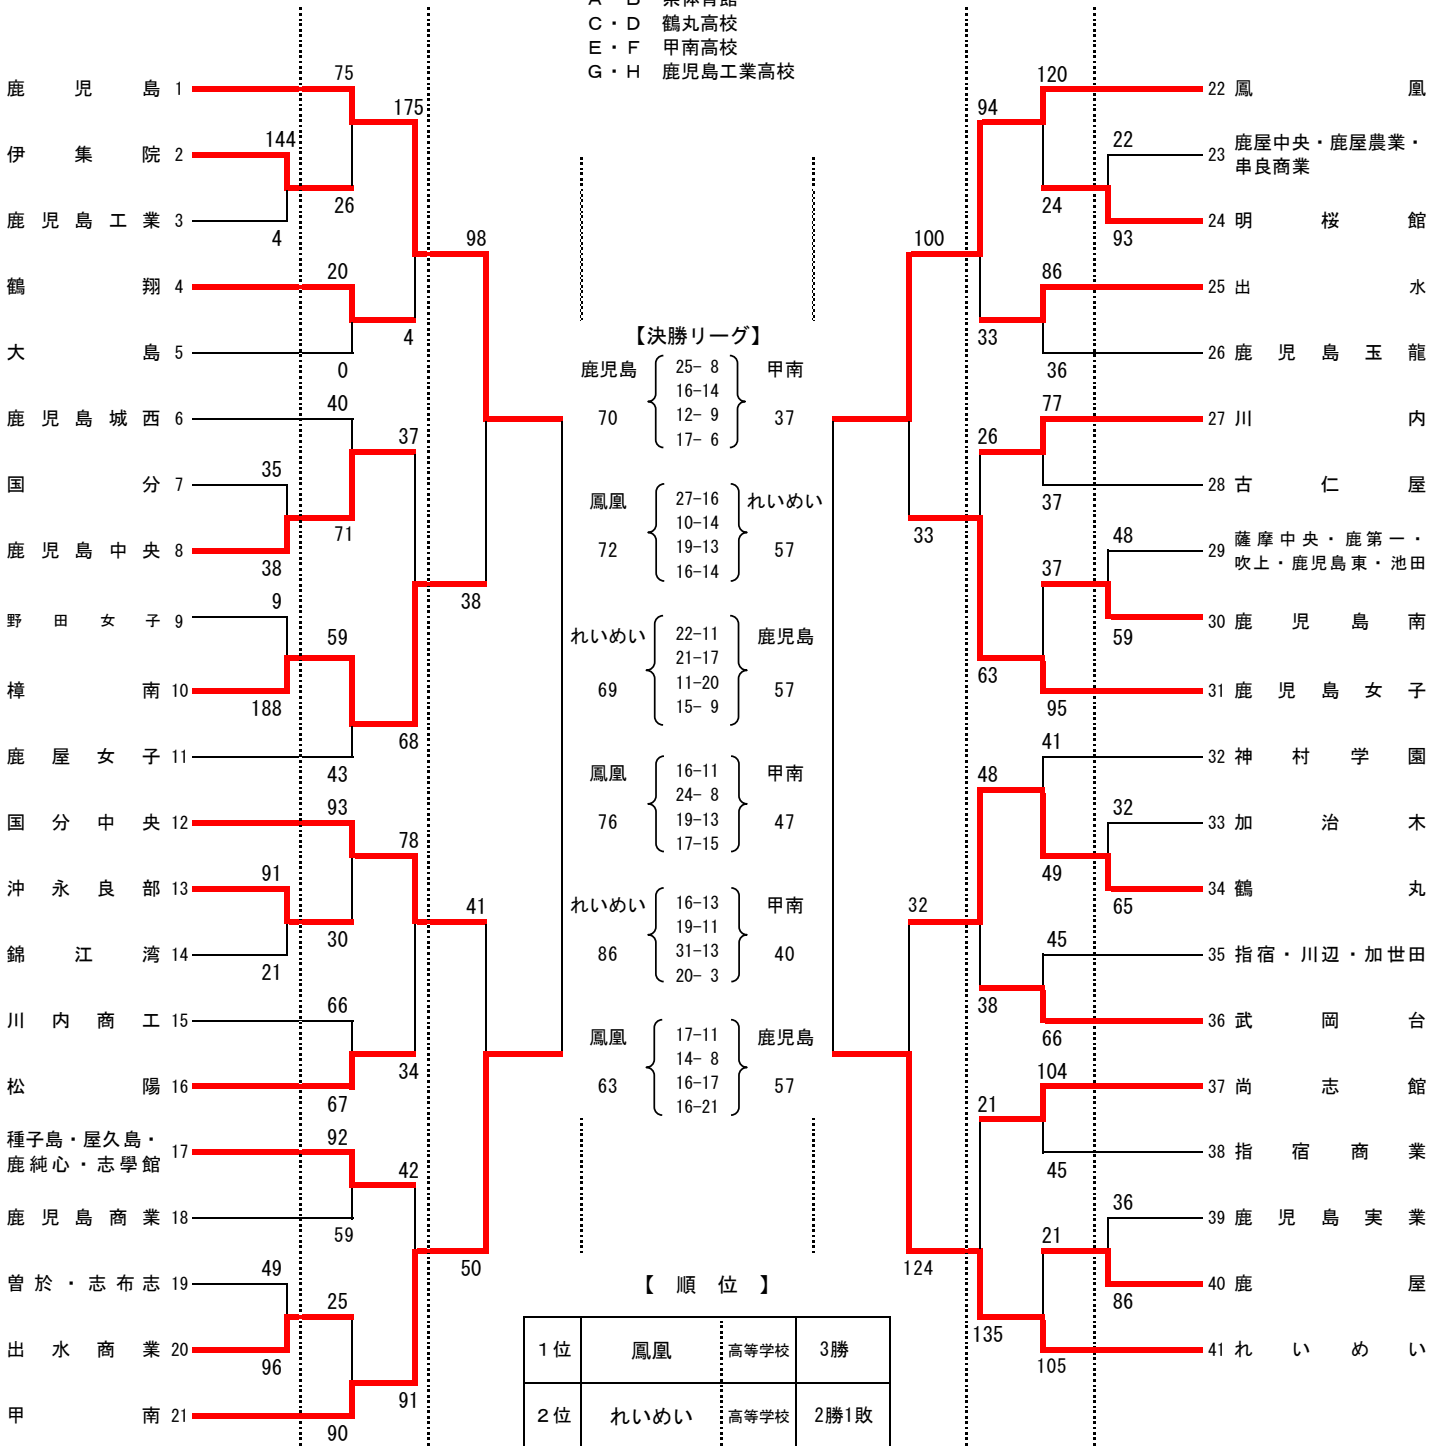 C・D 鶴丸高校
E・F 甲南高校
G・H 鹿児島工業高校
鹿児島 1
伊集院 2
鹿児島工業 3
鶴翔 4
大島 5
鹿児島城西 6
国分 7
鹿児島中央 8
野田女子 9
樟南 10
鹿屋女子 11
国分中央 12
沖永良部 13
錦江湾 14
川内商工 15
松陽 16
種子島・屋久島・
鹿純心・志學館 17
鹿児島商業 18
曽於・志布志 19
出水商業 20
甲南 21
144
4
35
38
9
188
91
21
49
96
75
26
20
0
40
71
59
43
93
30
66
67
92
59
25
90
175
4
37
68
78
34
42
91
98
38
41
50
【決勝リーグ】
鹿児島 70
25- 8
16-14
12- 9
17- 6
甲南 37
鳳凰 72
27-16
10-14
19-13
16-14
れいめい 57
れいめい 69
22-11
21-17
11-20
15- 9
鹿児島 57
鳳凰 76
16-11
24- 8
19-13
17-15
甲南 47
れいめい 86
16-13
19-11
31-13
20- 3
甲南 40
鳳凰 63
17-11
14- 8
16-17
16-21
鹿児島 57
【 順 位 】
1位 鳳凰 高等学校 3勝
2位 れいめい 高等学校 2勝1敗
100
33
32
124
94
33
26
63
48
38
21
135
120
24
86
36
77
37
37
95
41
49
45
66
104
45
21
105
22
93
48
59
32
65
36
86
22 鳳凰
23 鹿屋中央・鹿屋農業・
串良商業
24 明桜館
25 出水
26 鹿児島玉龍
27 川内
28 古仁屋
29 薩摩中央・鹿第一・
吹上・鹿児島東・池田
30 鹿児島南
31 鹿児島女子
32 神村学園
33 加治木
34 鶴丸
35 指宿・川辺・加世田
36 武岡台
37 尚志館
38 指宿商業
39 鹿児島実業
40 鹿屋
41 れいめい